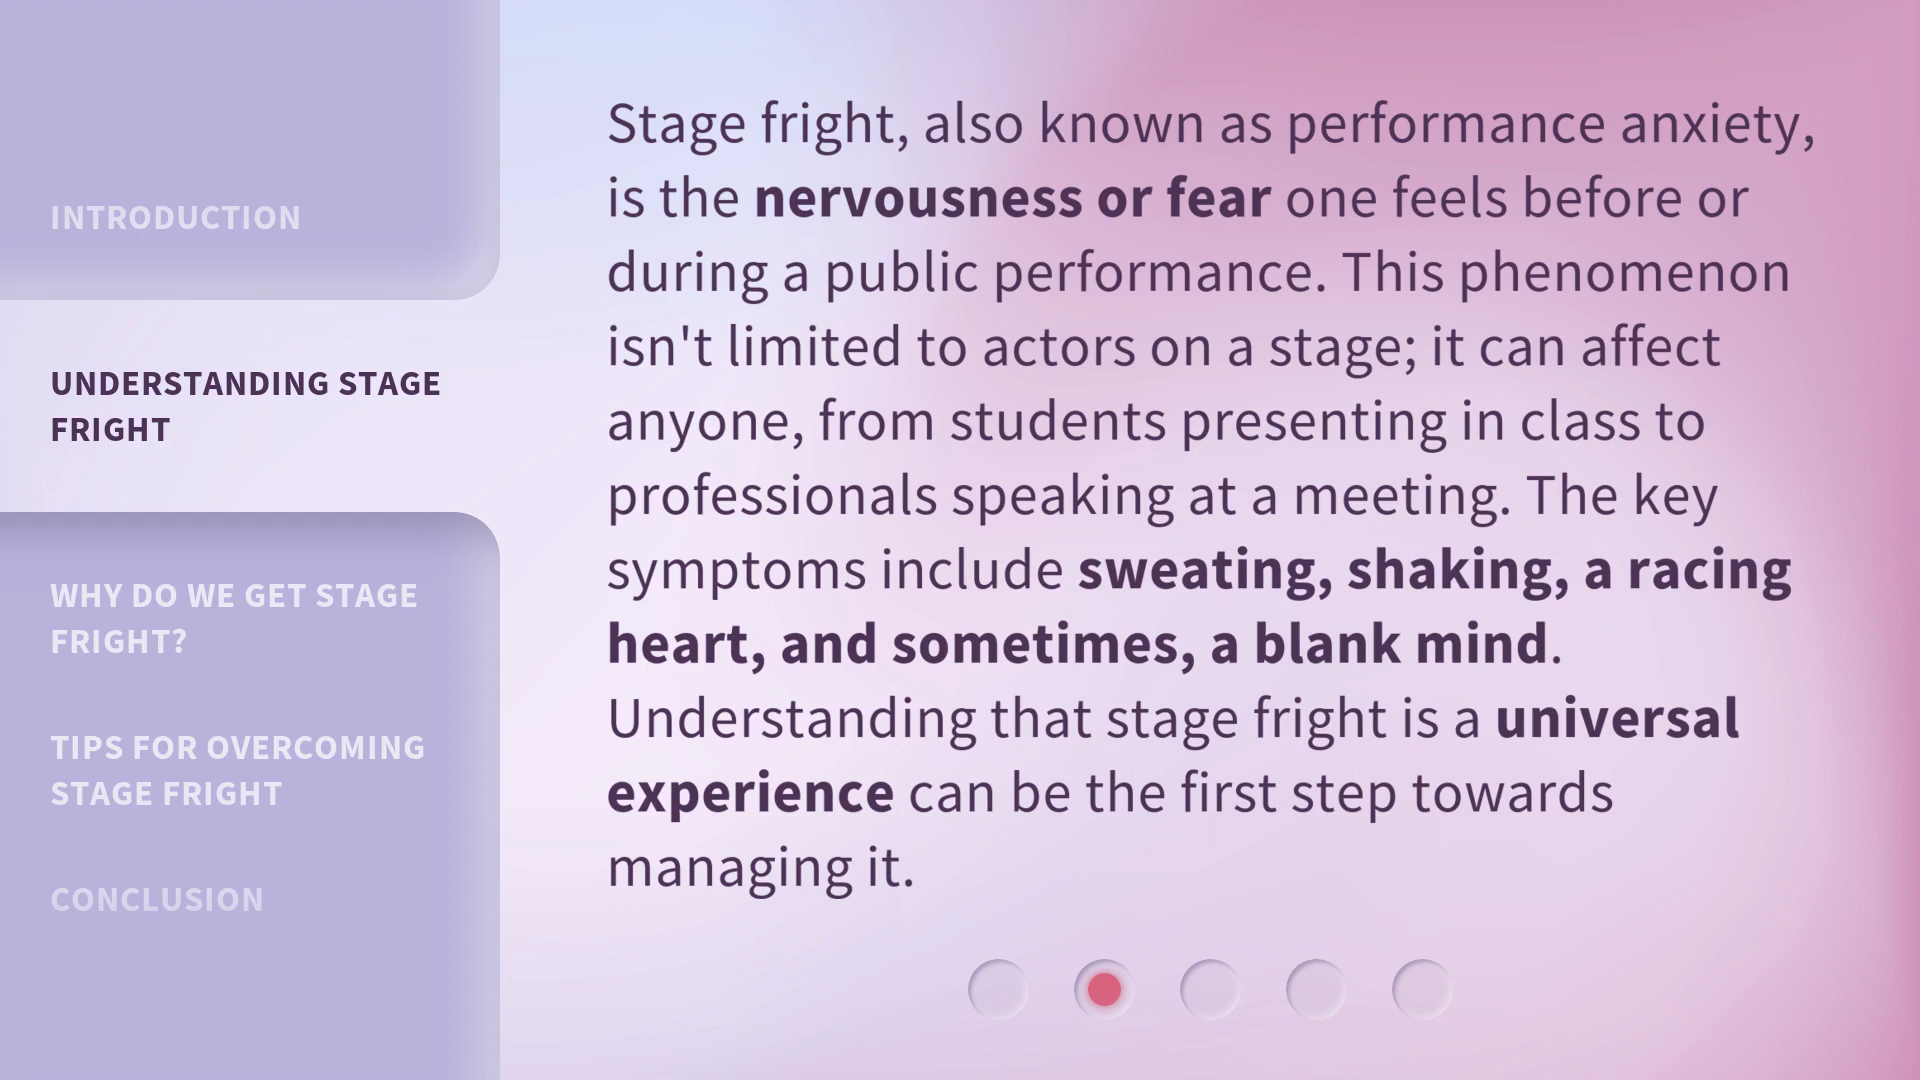 INTRODUCTION
UNDERSTANDING STAGE
FRIGHT
WHY DO WE GET STAGE
FRIGHT?
TIPS FOR OVERCOMING
STAGE FRIGHT
CONCLUSION
Stage fright, also known as performance anxiety,
is the nervousness or fear one feels before or
during a public performance. This phenomenon
isn't limited to actors on a stage; it can affect
anyone, from students presenting in class to
professionals speaking at a meeting. The key
symptoms include sweating, shaking, a racing
heart, and sometimes, a blank mind.
Understanding that stage fright is a universal
experience can be the first step towards
managing it.